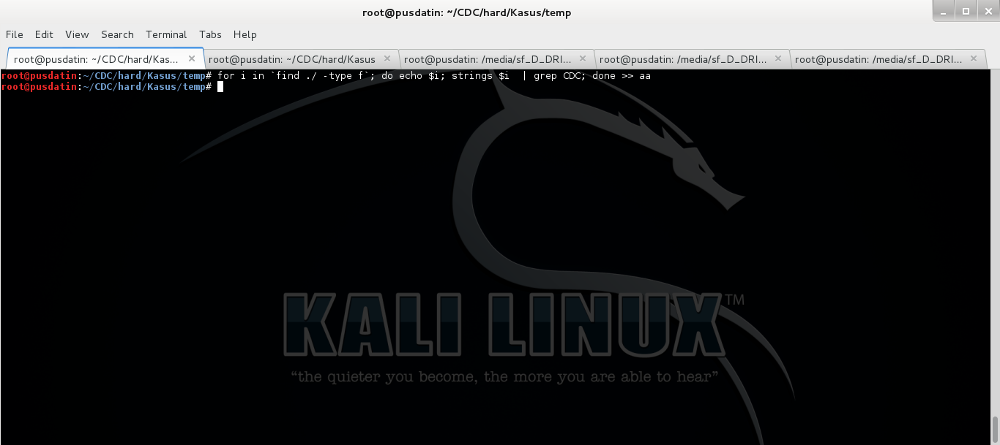 root@pusdatin: ~/CDC/hard/Kasus/temp
File Edit View Search Terminal Tabs Help
root@pusdatin: ~/CDC/hard/Kas... root@pusdatin: ~/CDC/hard/Kasus root@pusdatin: /media/sf_D_DRI... root@pusdatin: /media/sf_D_DRI... root@pusdatin: /media/sf_D_DRI...
root@pusdatin:~/CDC/hard/Kasus/temp# for i in `find ./ -type f`; do echo $i; strings $i  | grep CDC; done >> aa
root@pusdatin:~/CDC/hard/Kasus/temp#
KALI LINUX™
“the quieter you become, the more you are able to hear”